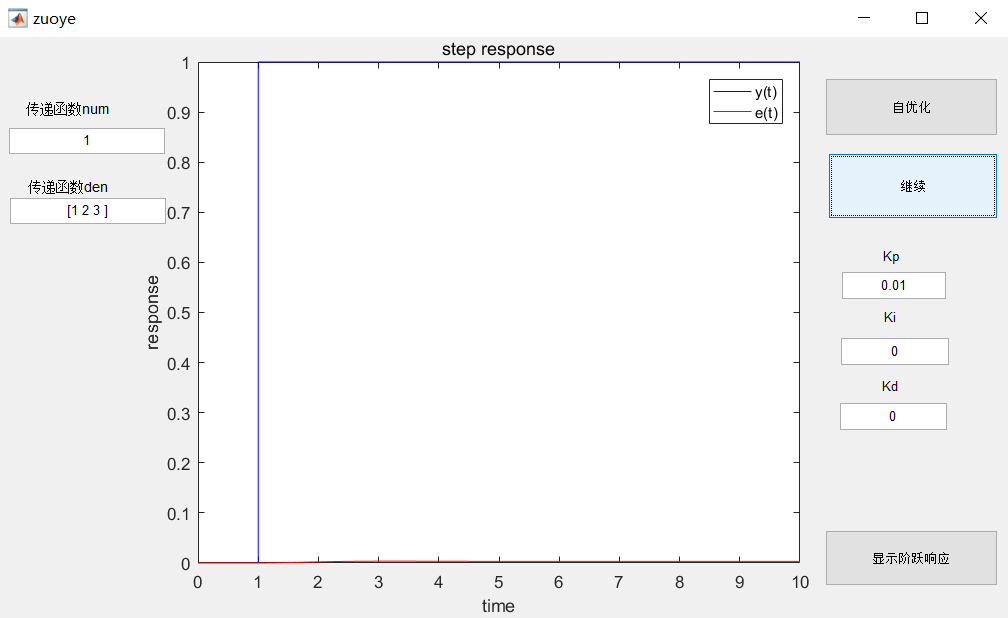 zuoye
传递函数num
1
传递函数den
[1 2 3 ]
step response
1
0.9
0.8
0.7
0.6
0.5
0.4
0.3
0.2
0.1
0
response
0 1 2 3 4 5 6 7 8 9 10
time
y(t)
e(t)
自优化
继续
Kp
0.01
Ki
0
Kd
0
显示阶跃响应